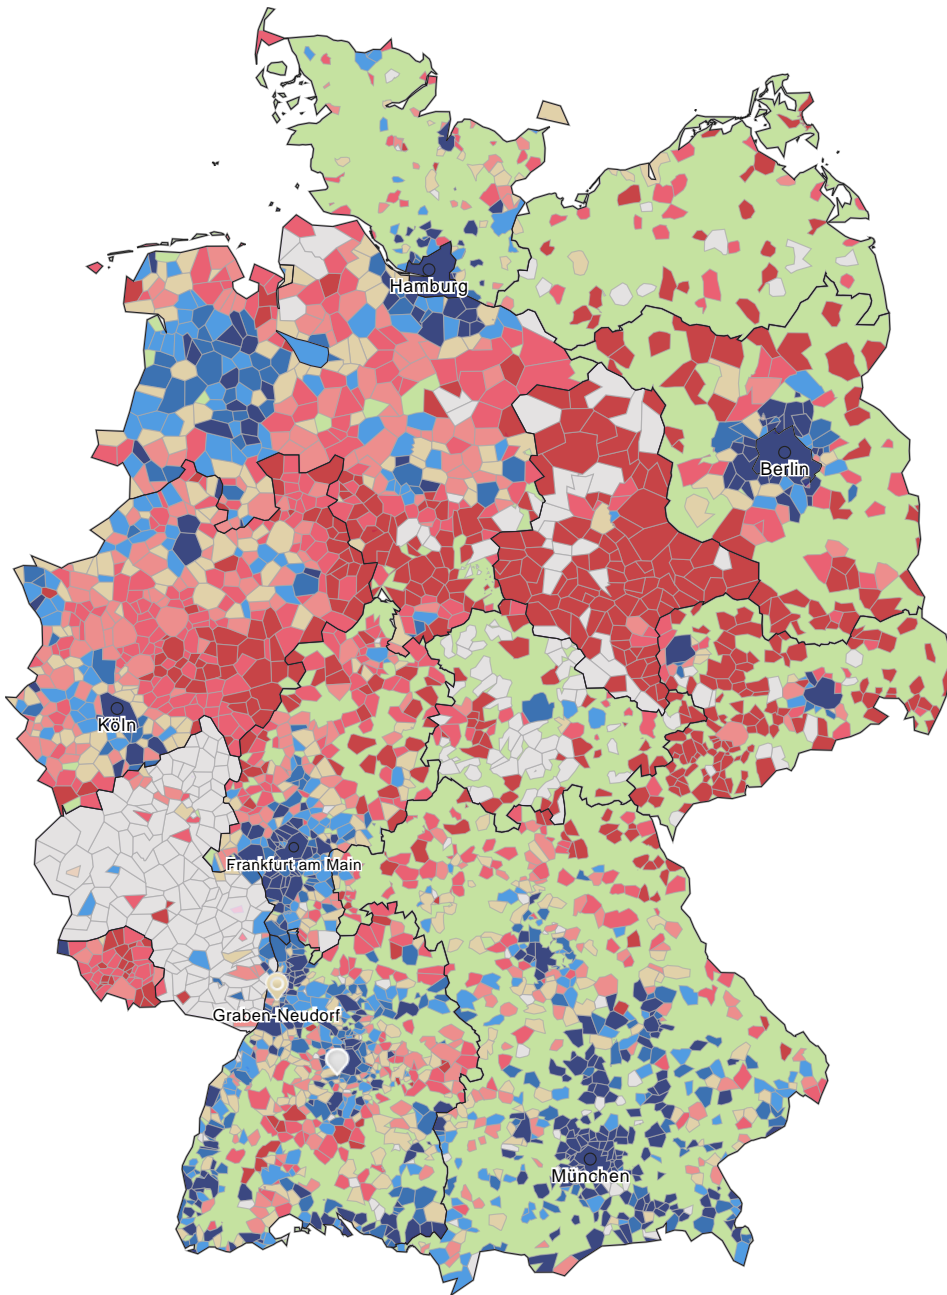 Hamburg
Berlin
Köln
Frankfurt am Main
Graben-Neudorf
München